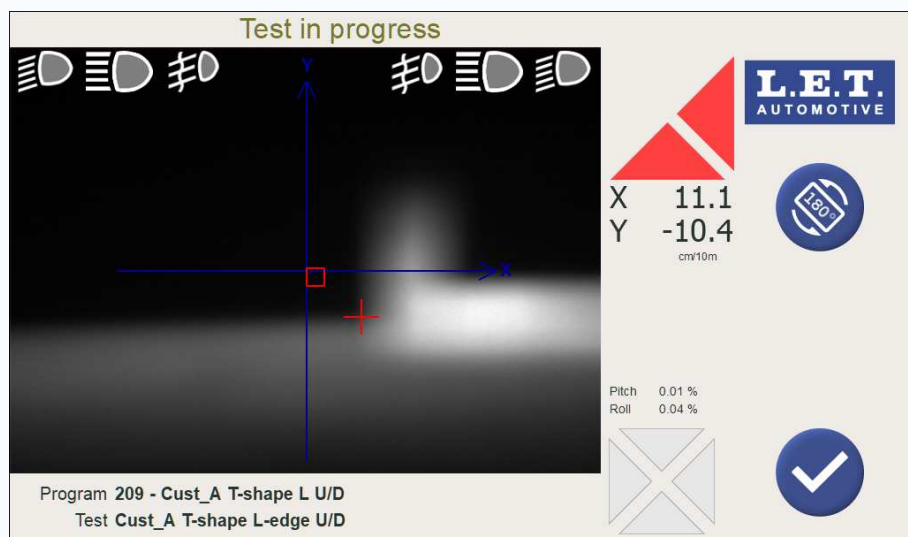 Test in progress
Y
X
L.E.T.
AUTOMOTIVE
180°
X 11.1
Y -10.4
cm/10m
Pitch 0.01 %
Roll 0.04 %
Program 209 - Cust_A T-shape L U/D
Test Cust_A T-shape L-edge U/D